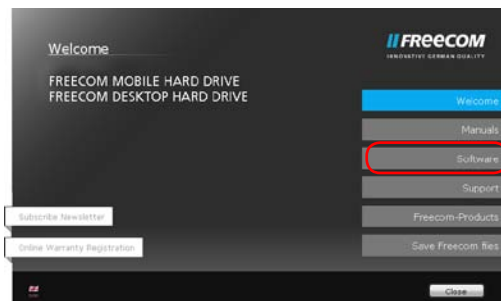 Welcome
FREECOM MOBILE HARD DRIVE
FREECOM DESKTOP HARD DRIVE
FREECOM
INNOVATIVE GERMAN QUALITY
Welcome
Manuals
Software
Support
Freecom-Products
Save Freecom files
Subscribe Newsletter
Online Warranty Registration
Close